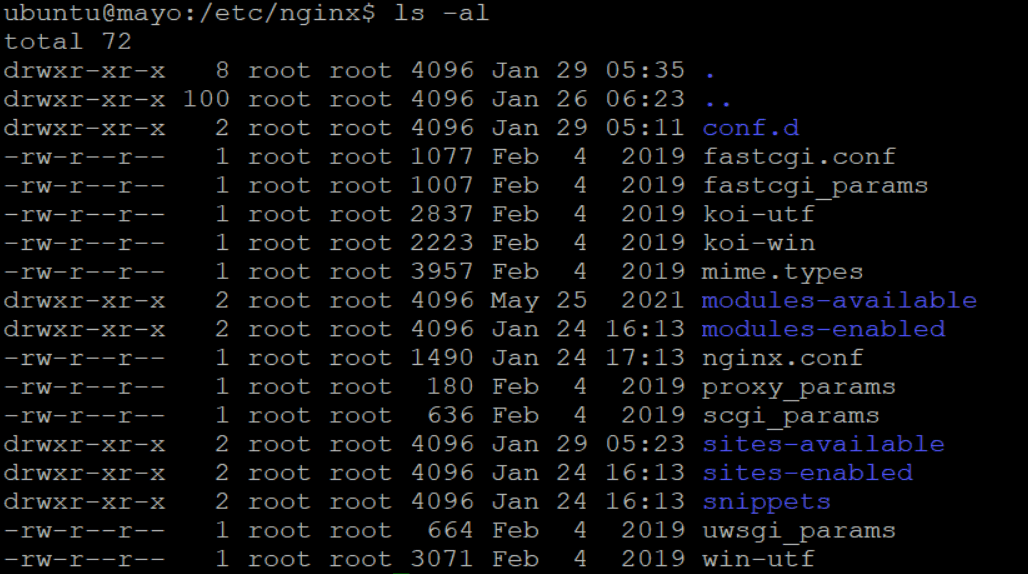 ubuntu@mayo:/etc/nginx$ ls -al
total 72
drwxr-xr-x   8 root root 4096 Jan 29 05:35 .
drwxr-xr-x 100 root root 4096 Jan 26 06:23 ..
drwxr-xr-x   2 root root 4096 Jan 29 05:11 conf.d
-rw-r--r--   1 root root 1077 Feb  4  2019 fastcgi.conf
-rw-r--r--   1 root root 1007 Feb  4  2019 fastcgi_params
-rw-r--r--   1 root root 2837 Feb  4  2019 koi-utf
-rw-r--r--   1 root root 2223 Feb  4  2019 koi-win
-rw-r--r--   1 root root 3957 Feb  4  2019 mime.types
drwxr-xr-x   2 root root 4096 May 25  2021 modules-available
drwxr-xr-x   2 root root 4096 Jan 24 16:13 modules-enabled
-rw-r--r--   1 root root 1490 Jan 24 17:13 nginx.conf
-rw-r--r--   1 root root  180 Feb  4  2019 proxy_params
-rw-r--r--   1 root root  636 Feb  4  2019 scgi_params
drwxr-xr-x   2 root root 4096 Jan 29 05:23 sites-available
drwxr-xr-x   2 root root 4096 Jan 24 16:13 sites-enabled
drwxr-xr-x   2 root root 4096 Jan 24 16:13 snippets
-rw-r--r--   1 root root  664 Feb  4  2019 uwsgi_params
-rw-r--r--   1 root root 3071 Feb  4  2019 win-utf